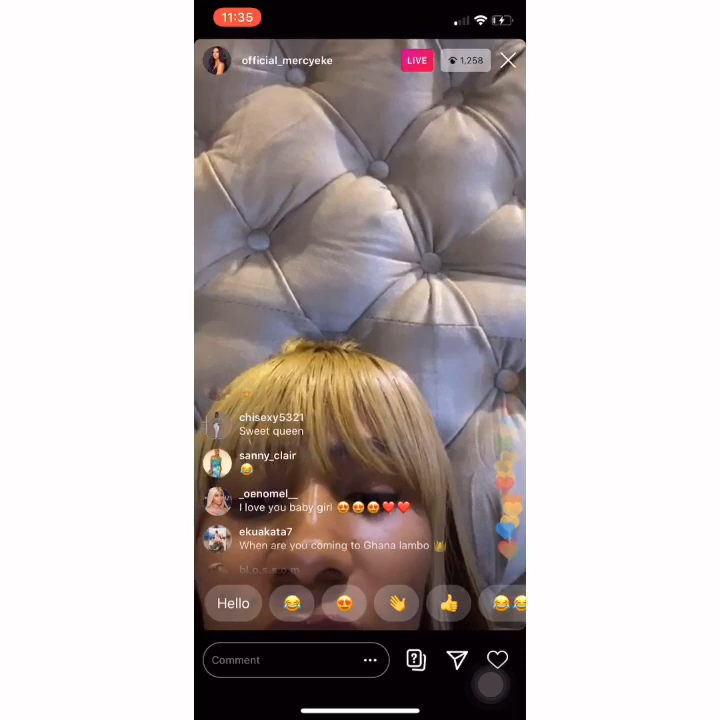 11:35
official_mercyeke
LIVE
1,258
chisexy5321
Sweet queen
sanny_clair
😂
_oenomel__
I love you baby girl 😍😍😍❤️❤️
ekuakata7
When are you coming to Ghana lambo 👑
bl.o.s.s.o.m
Hello 😂 😍 👋 👍 😂😂
Comment